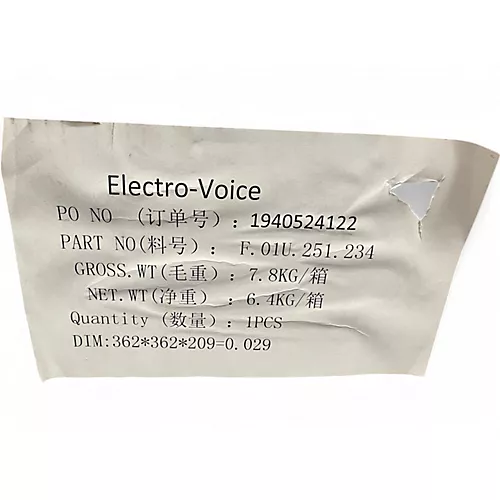 Electro-Voice
PO NO (订单号): 1940524122
PART NO(料号): F.01U.251.234
GROSS.WT(毛重): 7.8KG/箱
NET.WT(净重): 6.4KG/箱
Quantity (数量): 1PCS
DIM:362*362*209=0.029